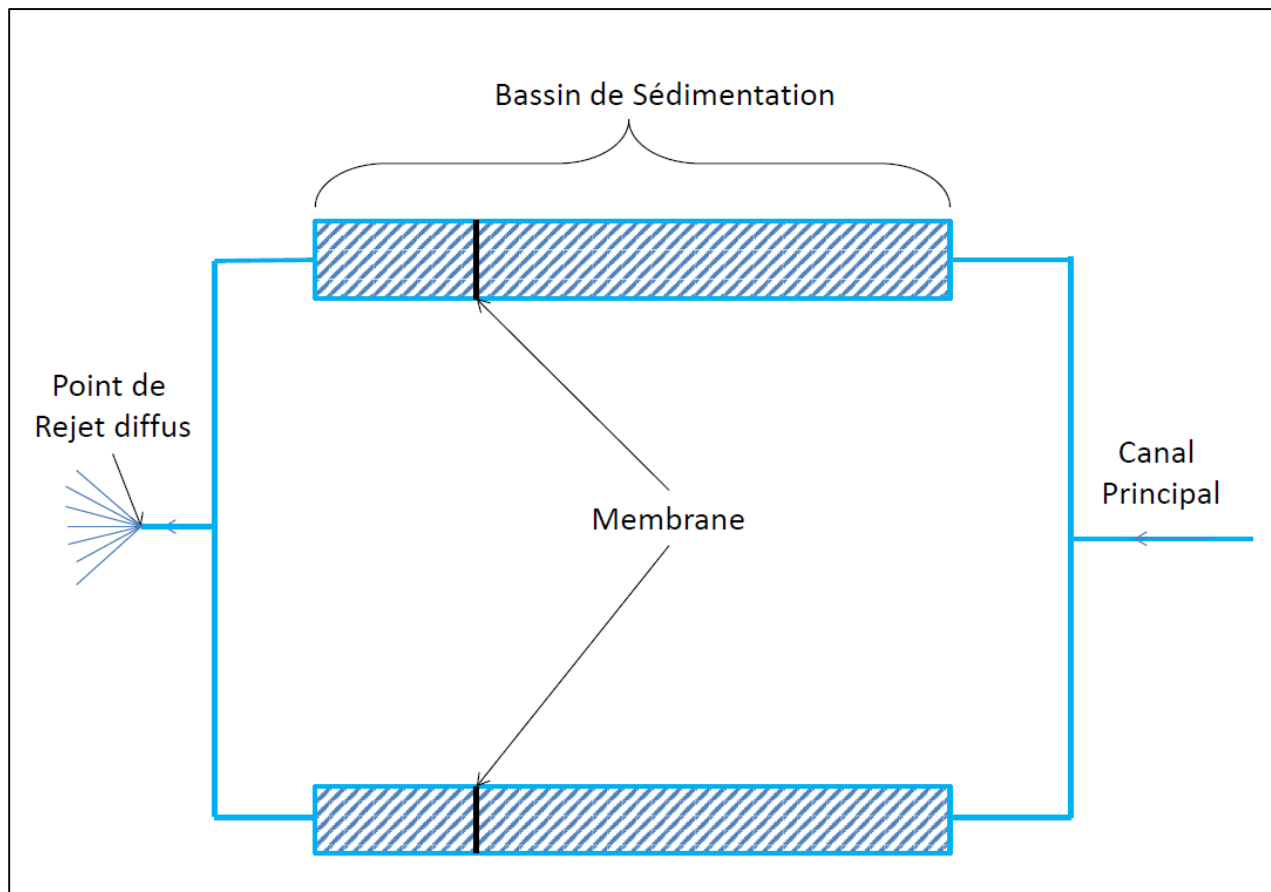 Bassin de Sédimentation
Point de
Rejet diffus
Canal
Principal
Membrane